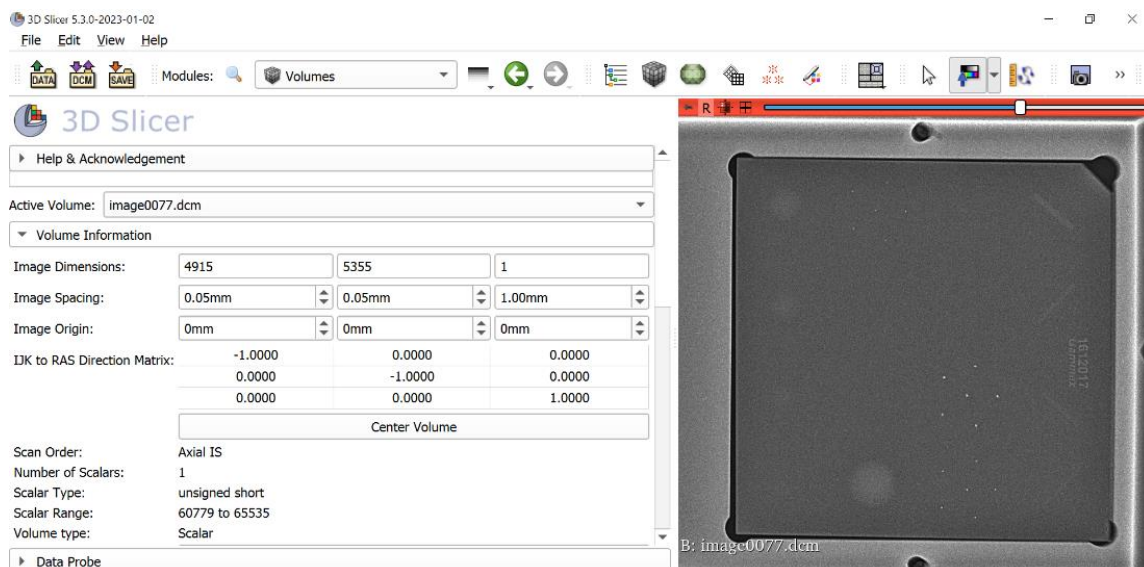 3D Slicer 5.3.0-2023-01-02
File Edit View Help
DATA DCM SAVE Modules: Volumes
R
3D Slicer
Help & Acknowledgement
Active Volume: image0077.dcm
Volume Information
Image Dimensions: 4915 5355 1
Image Spacing: 0.05mm 0.05mm 1.00mm
Image Origin: 0mm 0mm 0mm
IJK to RAS Direction Matrix: -1.0000 0.0000 0.0000
0.0000 -1.0000 0.0000
0.0000 0.0000 1.0000
Center Volume
Scan Order: Axial IS
Number of Scalars: 1
Scalar Type: unsigned short
Scalar Range: 60779 to 65535
Volume type: Scalar
Data Probe
1612017
B: image0077.dcm